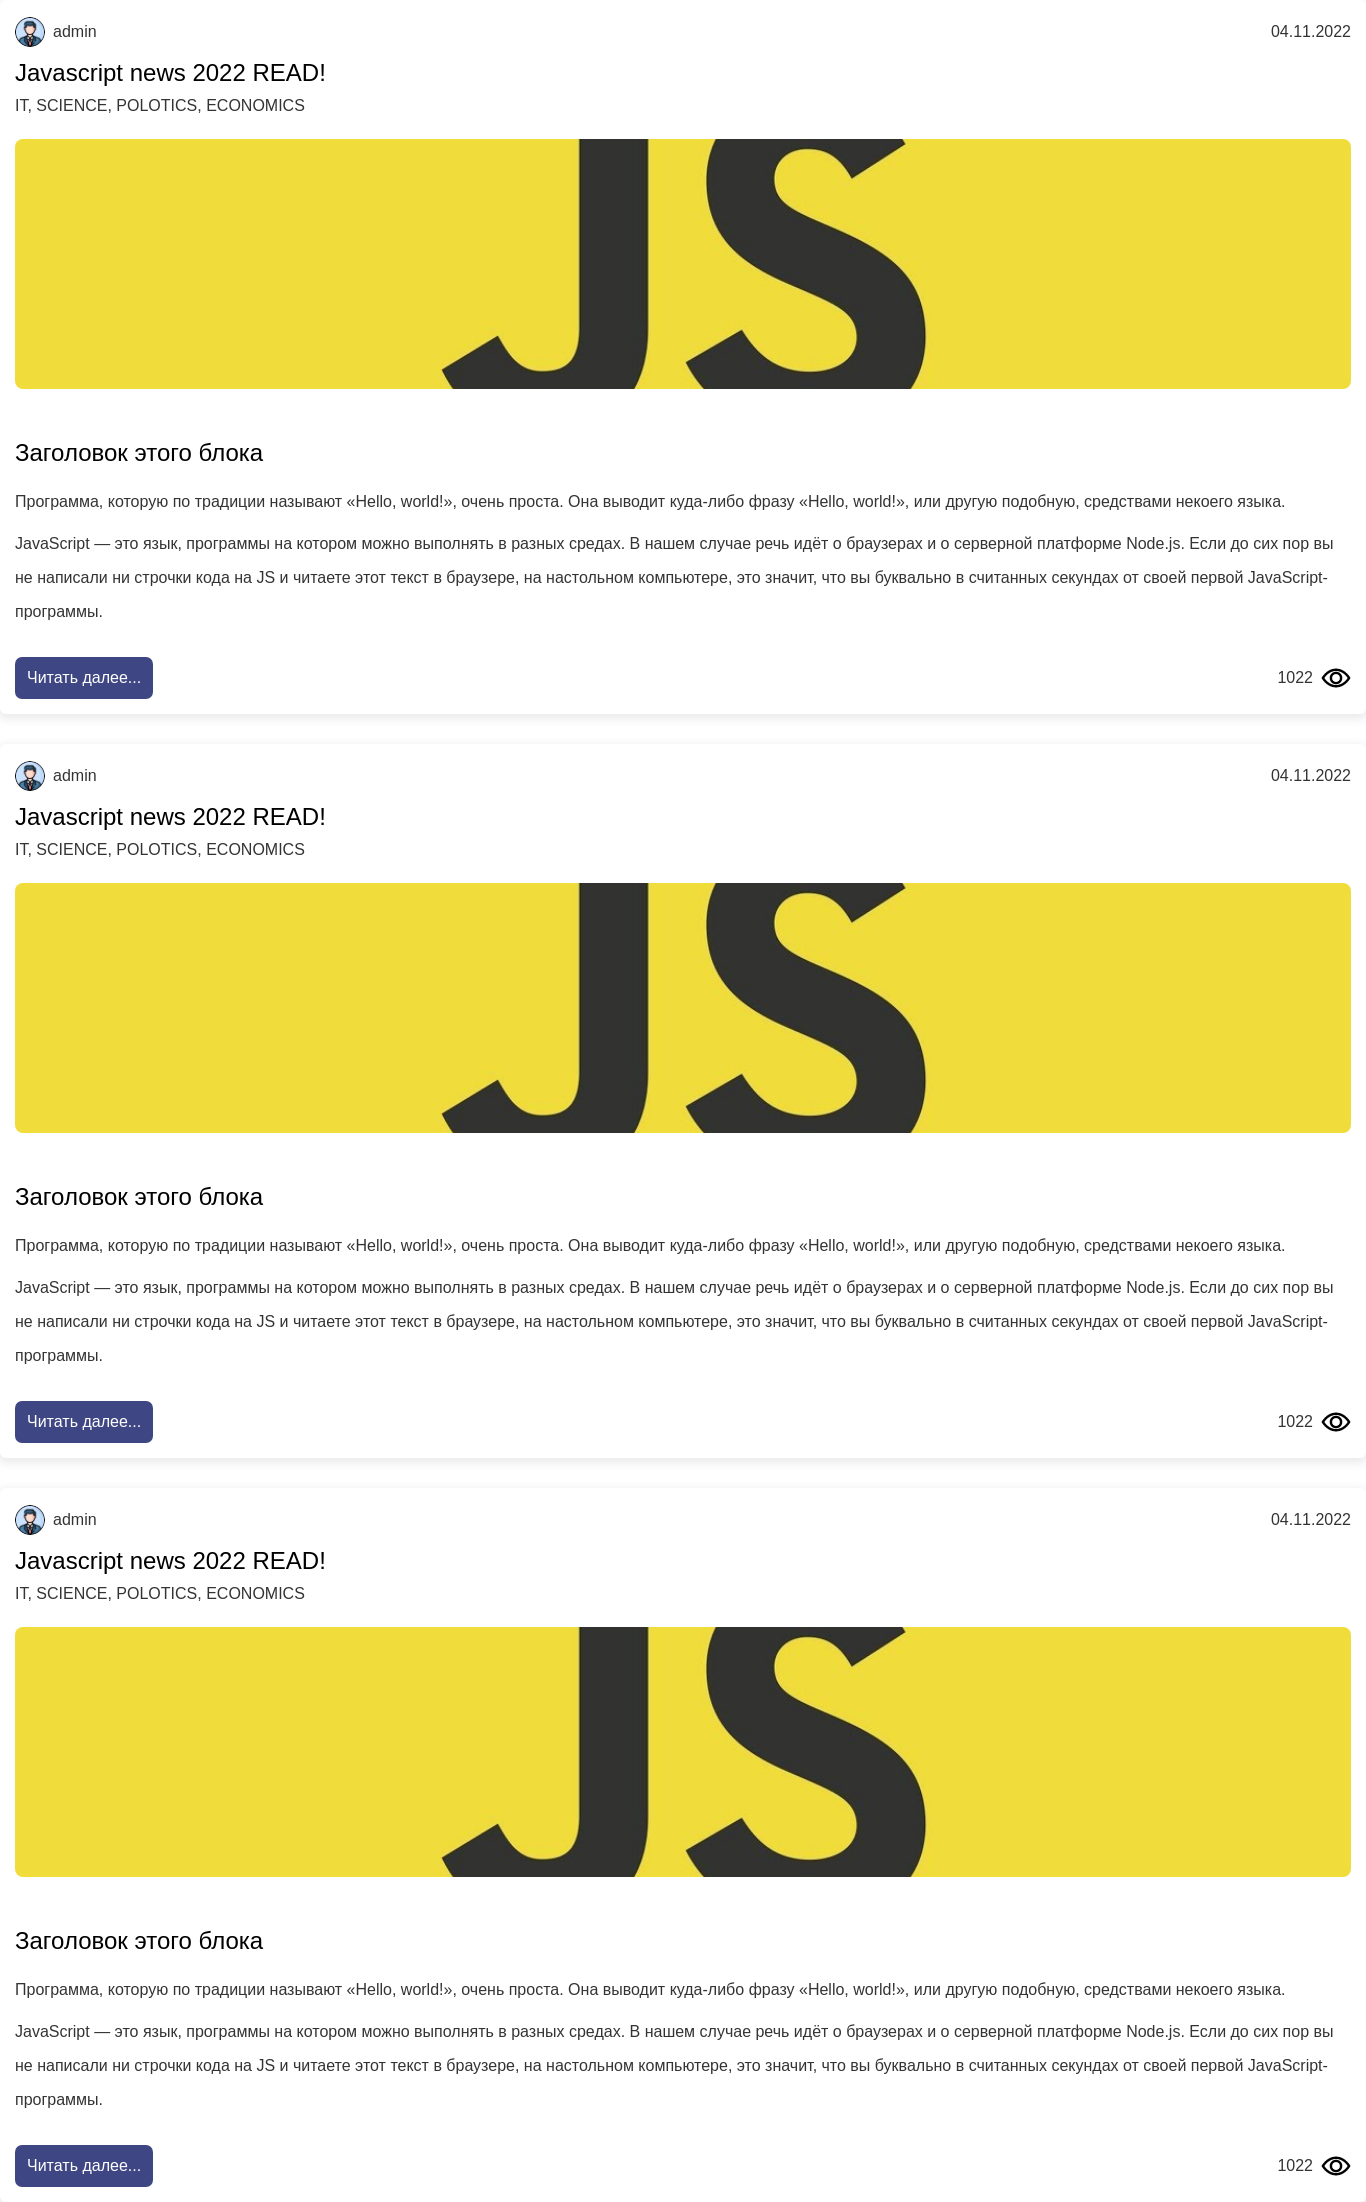 admin 04.11.2022
Javascript news 2022 READ!
IT, SCIENCE, POLOTICS, ECONOMICS
JS
Заголовок этого блока
Программа, которую по традиции называют «Hello, world!», очень проста. Она выводит куда-либо фразу «Hello, world!», или другую подобную, средствами некоего языка.
JavaScript — это язык, программы на котором можно выполнять в разных средах. В нашем случае речь идёт о браузерах и о серверной платформе Node.js. Если до сих пор вы
не написали ни строчки кода на JS и читаете этот текст в браузере, на настольном компьютере, это значит, что вы буквально в считанных секундах от своей первой JavaScript-
программы.
Читать далее... 1022
admin 04.11.2022
Javascript news 2022 READ!
IT, SCIENCE, POLOTICS, ECONOMICS
JS
Заголовок этого блока
Программа, которую по традиции называют «Hello, world!», очень проста. Она выводит куда-либо фразу «Hello, world!», или другую подобную, средствами некоего языка.
JavaScript — это язык, программы на котором можно выполнять в разных средах. В нашем случае речь идёт о браузерах и о серверной платформе Node.js. Если до сих пор вы
не написали ни строчки кода на JS и читаете этот текст в браузере, на настольном компьютере, это значит, что вы буквально в считанных секундах от своей первой JavaScript-
программы.
Читать далее... 1022
admin 04.11.2022
Javascript news 2022 READ!
IT, SCIENCE, POLOTICS, ECONOMICS
JS
Заголовок этого блока
Программа, которую по традиции называют «Hello, world!», очень проста. Она выводит куда-либо фразу «Hello, world!», или другую подобную, средствами некоего языка.
JavaScript — это язык, программы на котором можно выполнять в разных средах. В нашем случае речь идёт о браузерах и о серверной платформе Node.js. Если до сих пор вы
не написали ни строчки кода на JS и читаете этот текст в браузере, на настольном компьютере, это значит, что вы буквально в считанных секундах от своей первой JavaScript-
программы.
Читать далее... 1022